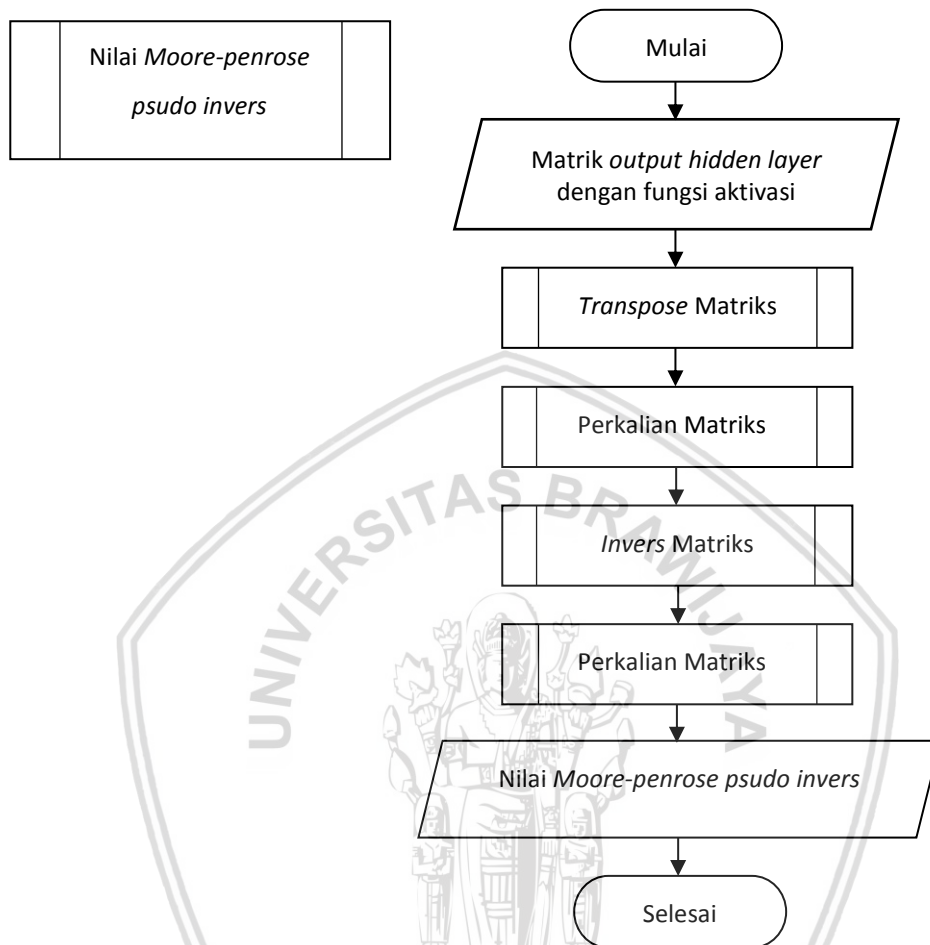 Nilai Moore-penrose
psudo invers
Mulai
Matrik output hidden layer
dengan fungsi aktivasi
Transpose Matriks
Perkalian Matriks
Invers Matriks
Perkalian Matriks
Nilai Moore-penrose psudo invers
Selesai
UNIVERSITAS BRAWIJAYA